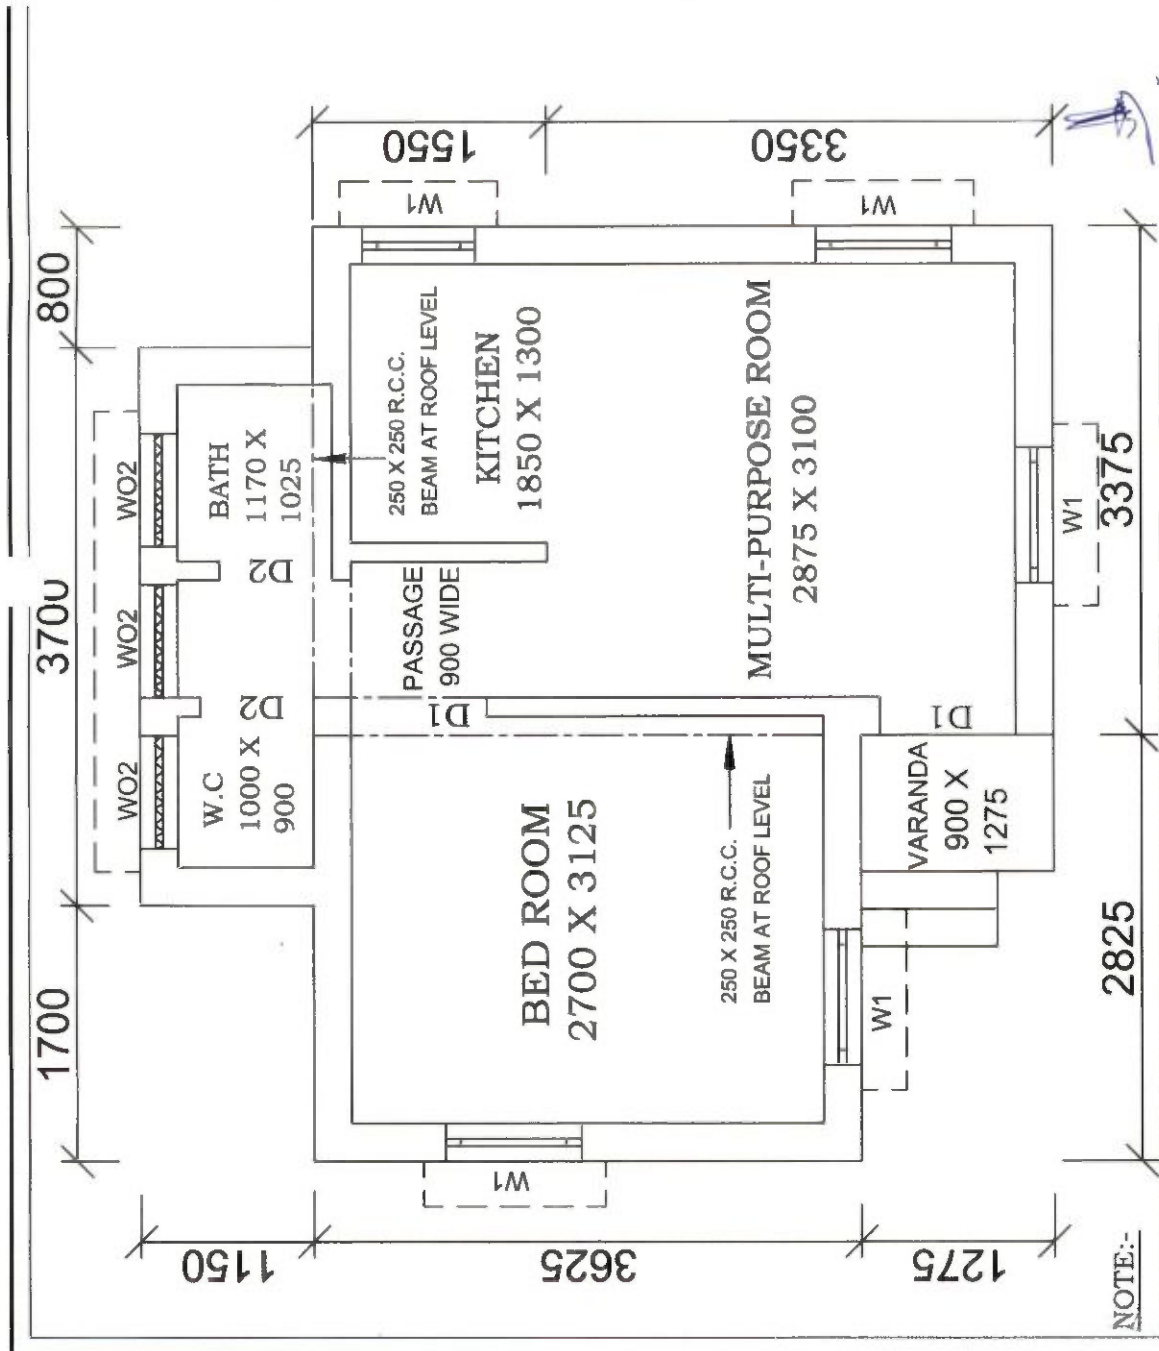 1700
3700
800
WO2
WO2
WO2
1150
W.C
1000 X
900
D2
D2
BATH
1170 X
1025
PASSAGE
900 WIDE
250 X 250 R.C.C.
BEAM AT ROOF LEVEL
W1
1550
D1
KITCHEN
1850 X 1300
W1
3625
BED ROOM
2700 X 3125
MULTI-PURPOSE ROOM
2875 X 3100
250 X 250 R.C.C.
BEAM AT ROOF LEVEL
3350
W1
W1
VARANDA
900 X
1275
D1
1275
W1
2825
3375
NOTE:-